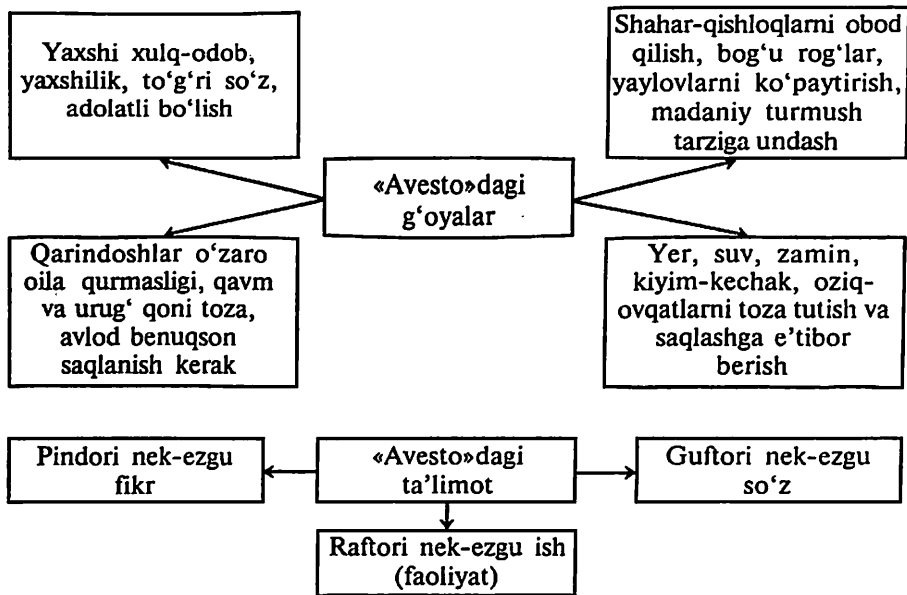 Yaxshi xulq-odob,
yaxshilik, to‘g‘ri so‘z,
adolatli bo‘lish
Shahar-qishloqlarni obod
qilish, bog‘u rog‘lar,
yaylovlarni ko‘paytirish,
madaniy turmush
tarziga undash
«Avesto»dagi
g‘oyalar
Qarindoshlar o‘zaro
oila qurmasligi, qavm
va urug‘ qoni toza,
avlod benuqson
saqlanish kerak
Yer, suv, zamin,
kiyim-kechak, oziq-
ovqatlarni toza tutish va
saqlashga e’tibor
berish
Pindori nek-ezgu
fikr
«Avesto»dagi
ta’limot
Guftori nek-ezgu
so‘z
Raftori nek-ezgu ish
(faoliyat)